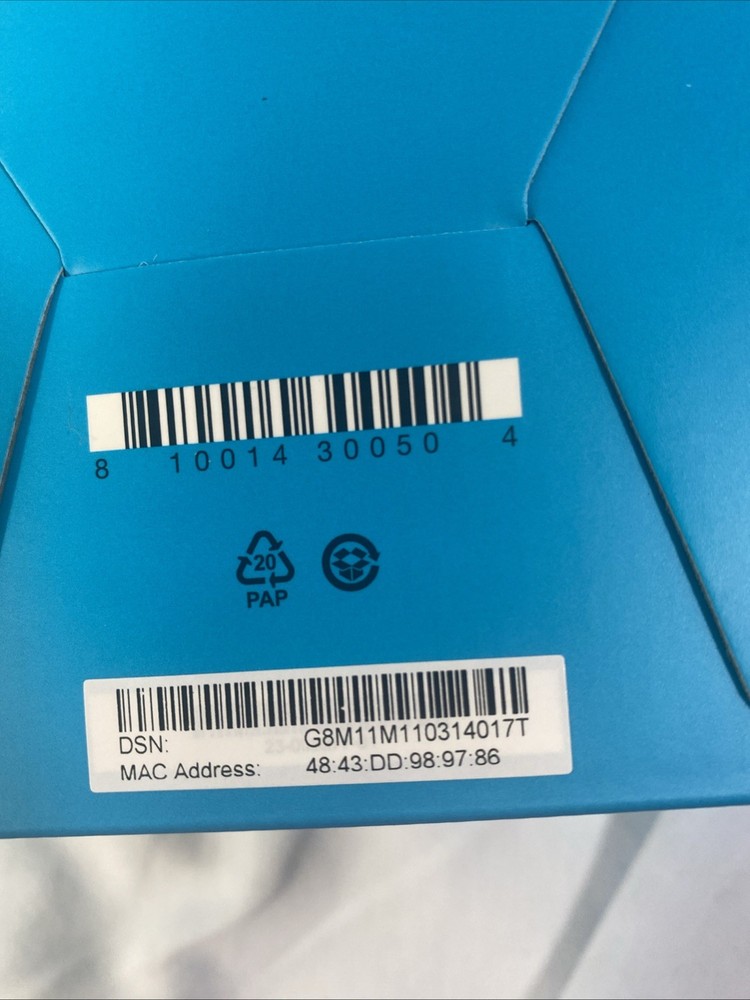 8 10014 30050 4
20
PAP
DSN: G8M11M110314017T
MAC Address: 48:43:DD:98:97:86